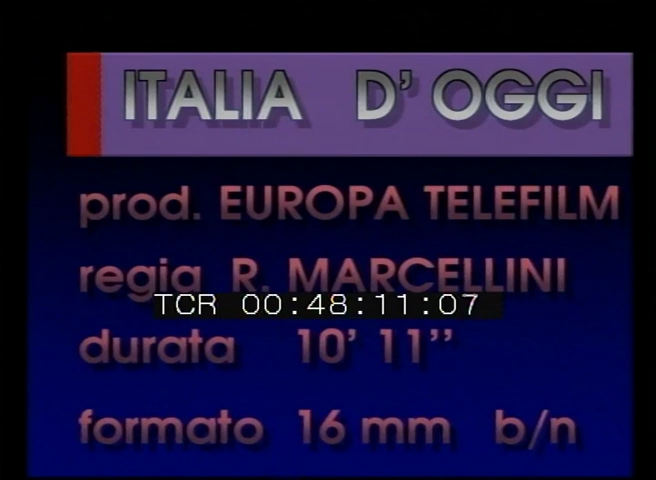 ITALIA D' OGGI
prod. EUROPA TELEFILM
regia R. MARCELLINI
TCR 00:48:11:07
durata 10' 11''
formato 16 mm b/n